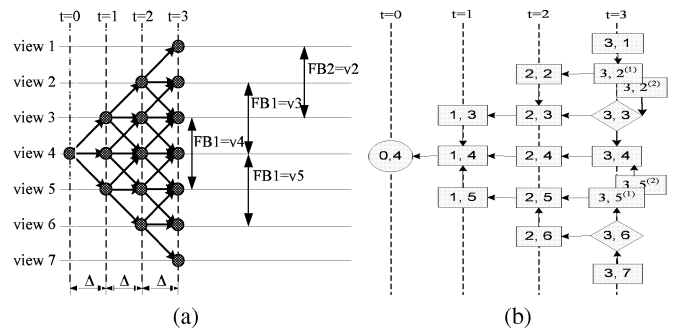 t=0 t=1 t=2 t=3
view 1
view 2
view 3
view 4
view 5
view 6
view 7
FB2=v2
FB1=v3
FB1=v4
FB1=v5
Δ Δ Δ
(a)
t=0 t=1 t=2 t=3
3, 1
2, 2 3, 2(1)
3, 2(2)
1, 3 2, 3 3, 3
0,4 1, 4 2, 4 3, 4
3, 5(2)
1, 5 2, 5 3, 5(1)
2, 6 3, 6
3, 7
(b)